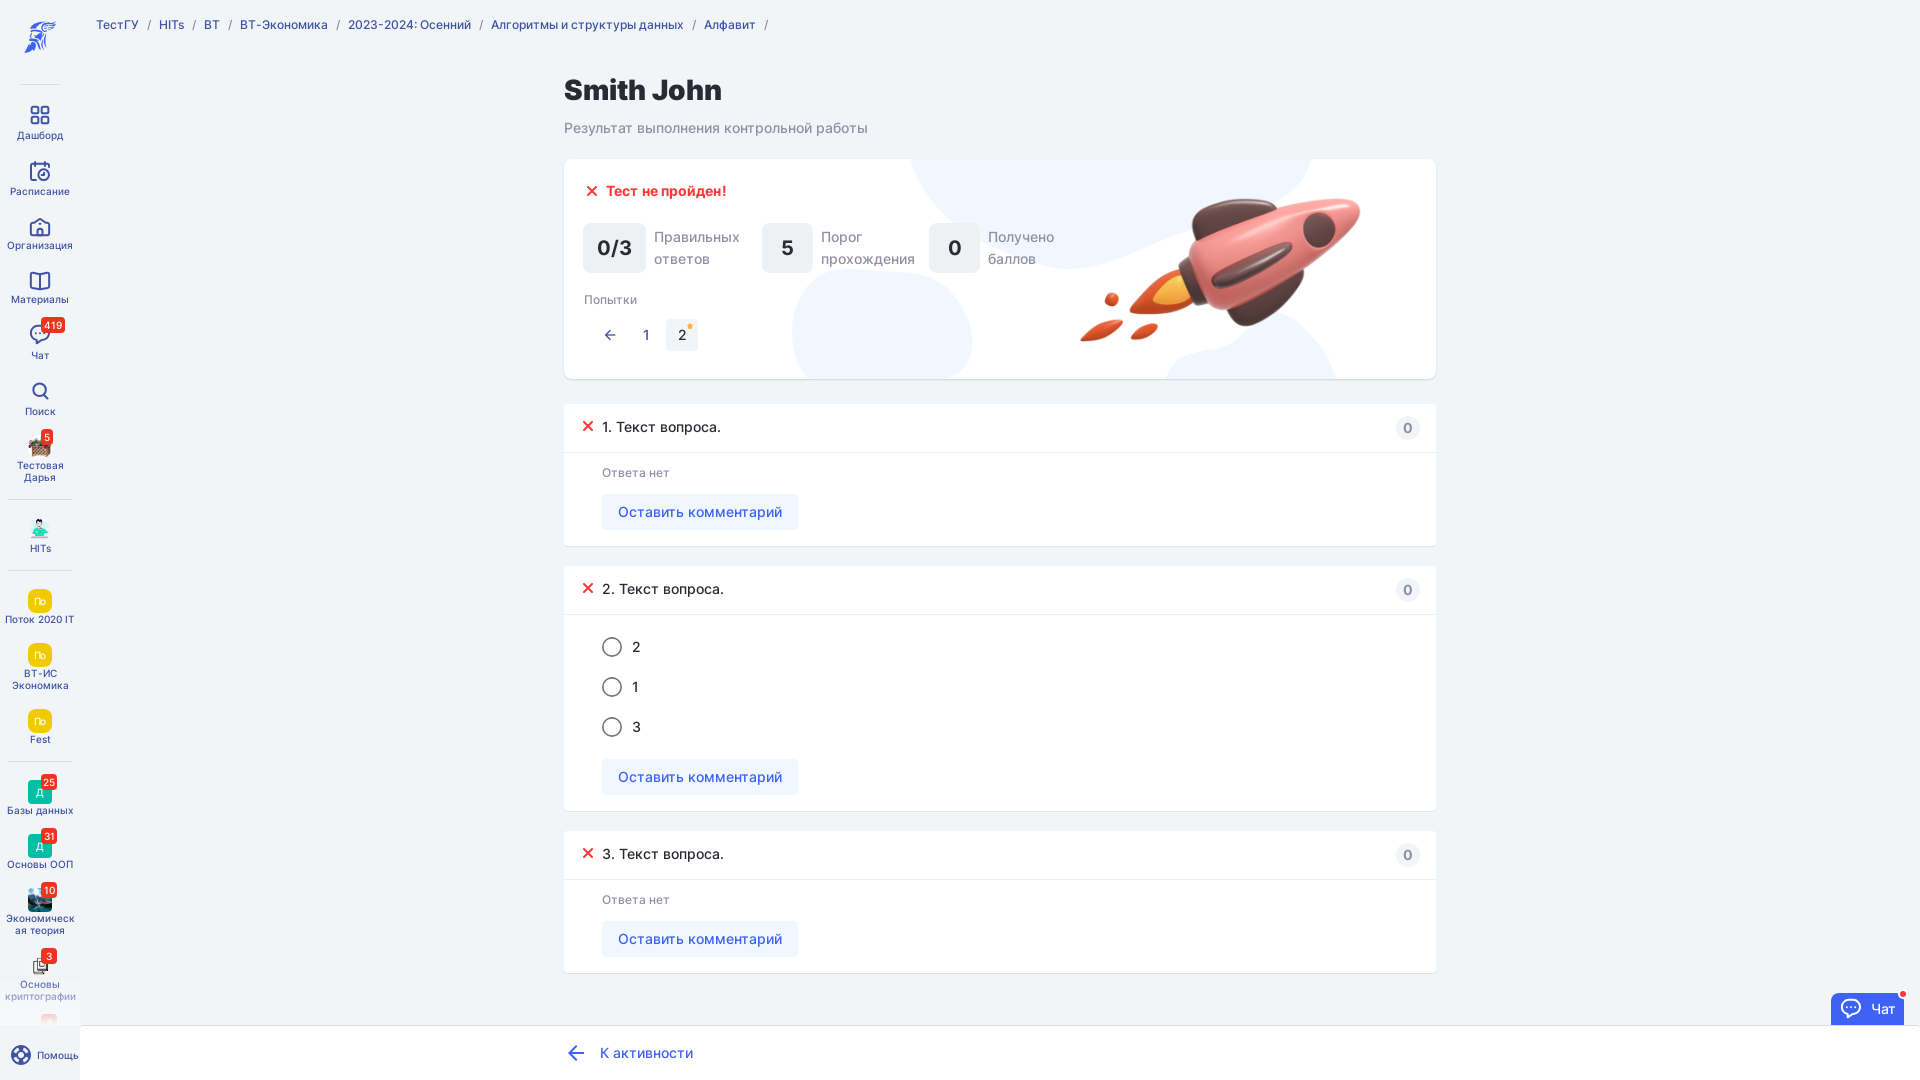 ТестГУ / HITs / ВТ / ВТ-Экономика / 2023-2024: Осенний / Алгоритмы и структуры данных / Алфавит /
Дашборд
Расписание
Организация
Материалы
419
Чат
Поиск
5
Тестовая
Дарья
HITs
По
Поток 2020 IT
По
ВТ-ИС
Экономика
По
Fest
25
Д
Базы данных
31
Д
Основы ООП
10
Экономическ
ая теория
3
Основы
криптографии
Помощь
Smith John
Результат выполнения контрольной работы
Тест не пройден!
0/3 Правильных ответов
5 Порог прохождения
0 Получено баллов
Попытки
1 2
1. Текст вопроса. 0
Ответа нет
Оставить комментарий
2. Текст вопроса. 0
2
1
3
Оставить комментарий
3. Текст вопроса. 0
Ответа нет
Оставить комментарий
Чат
К активности